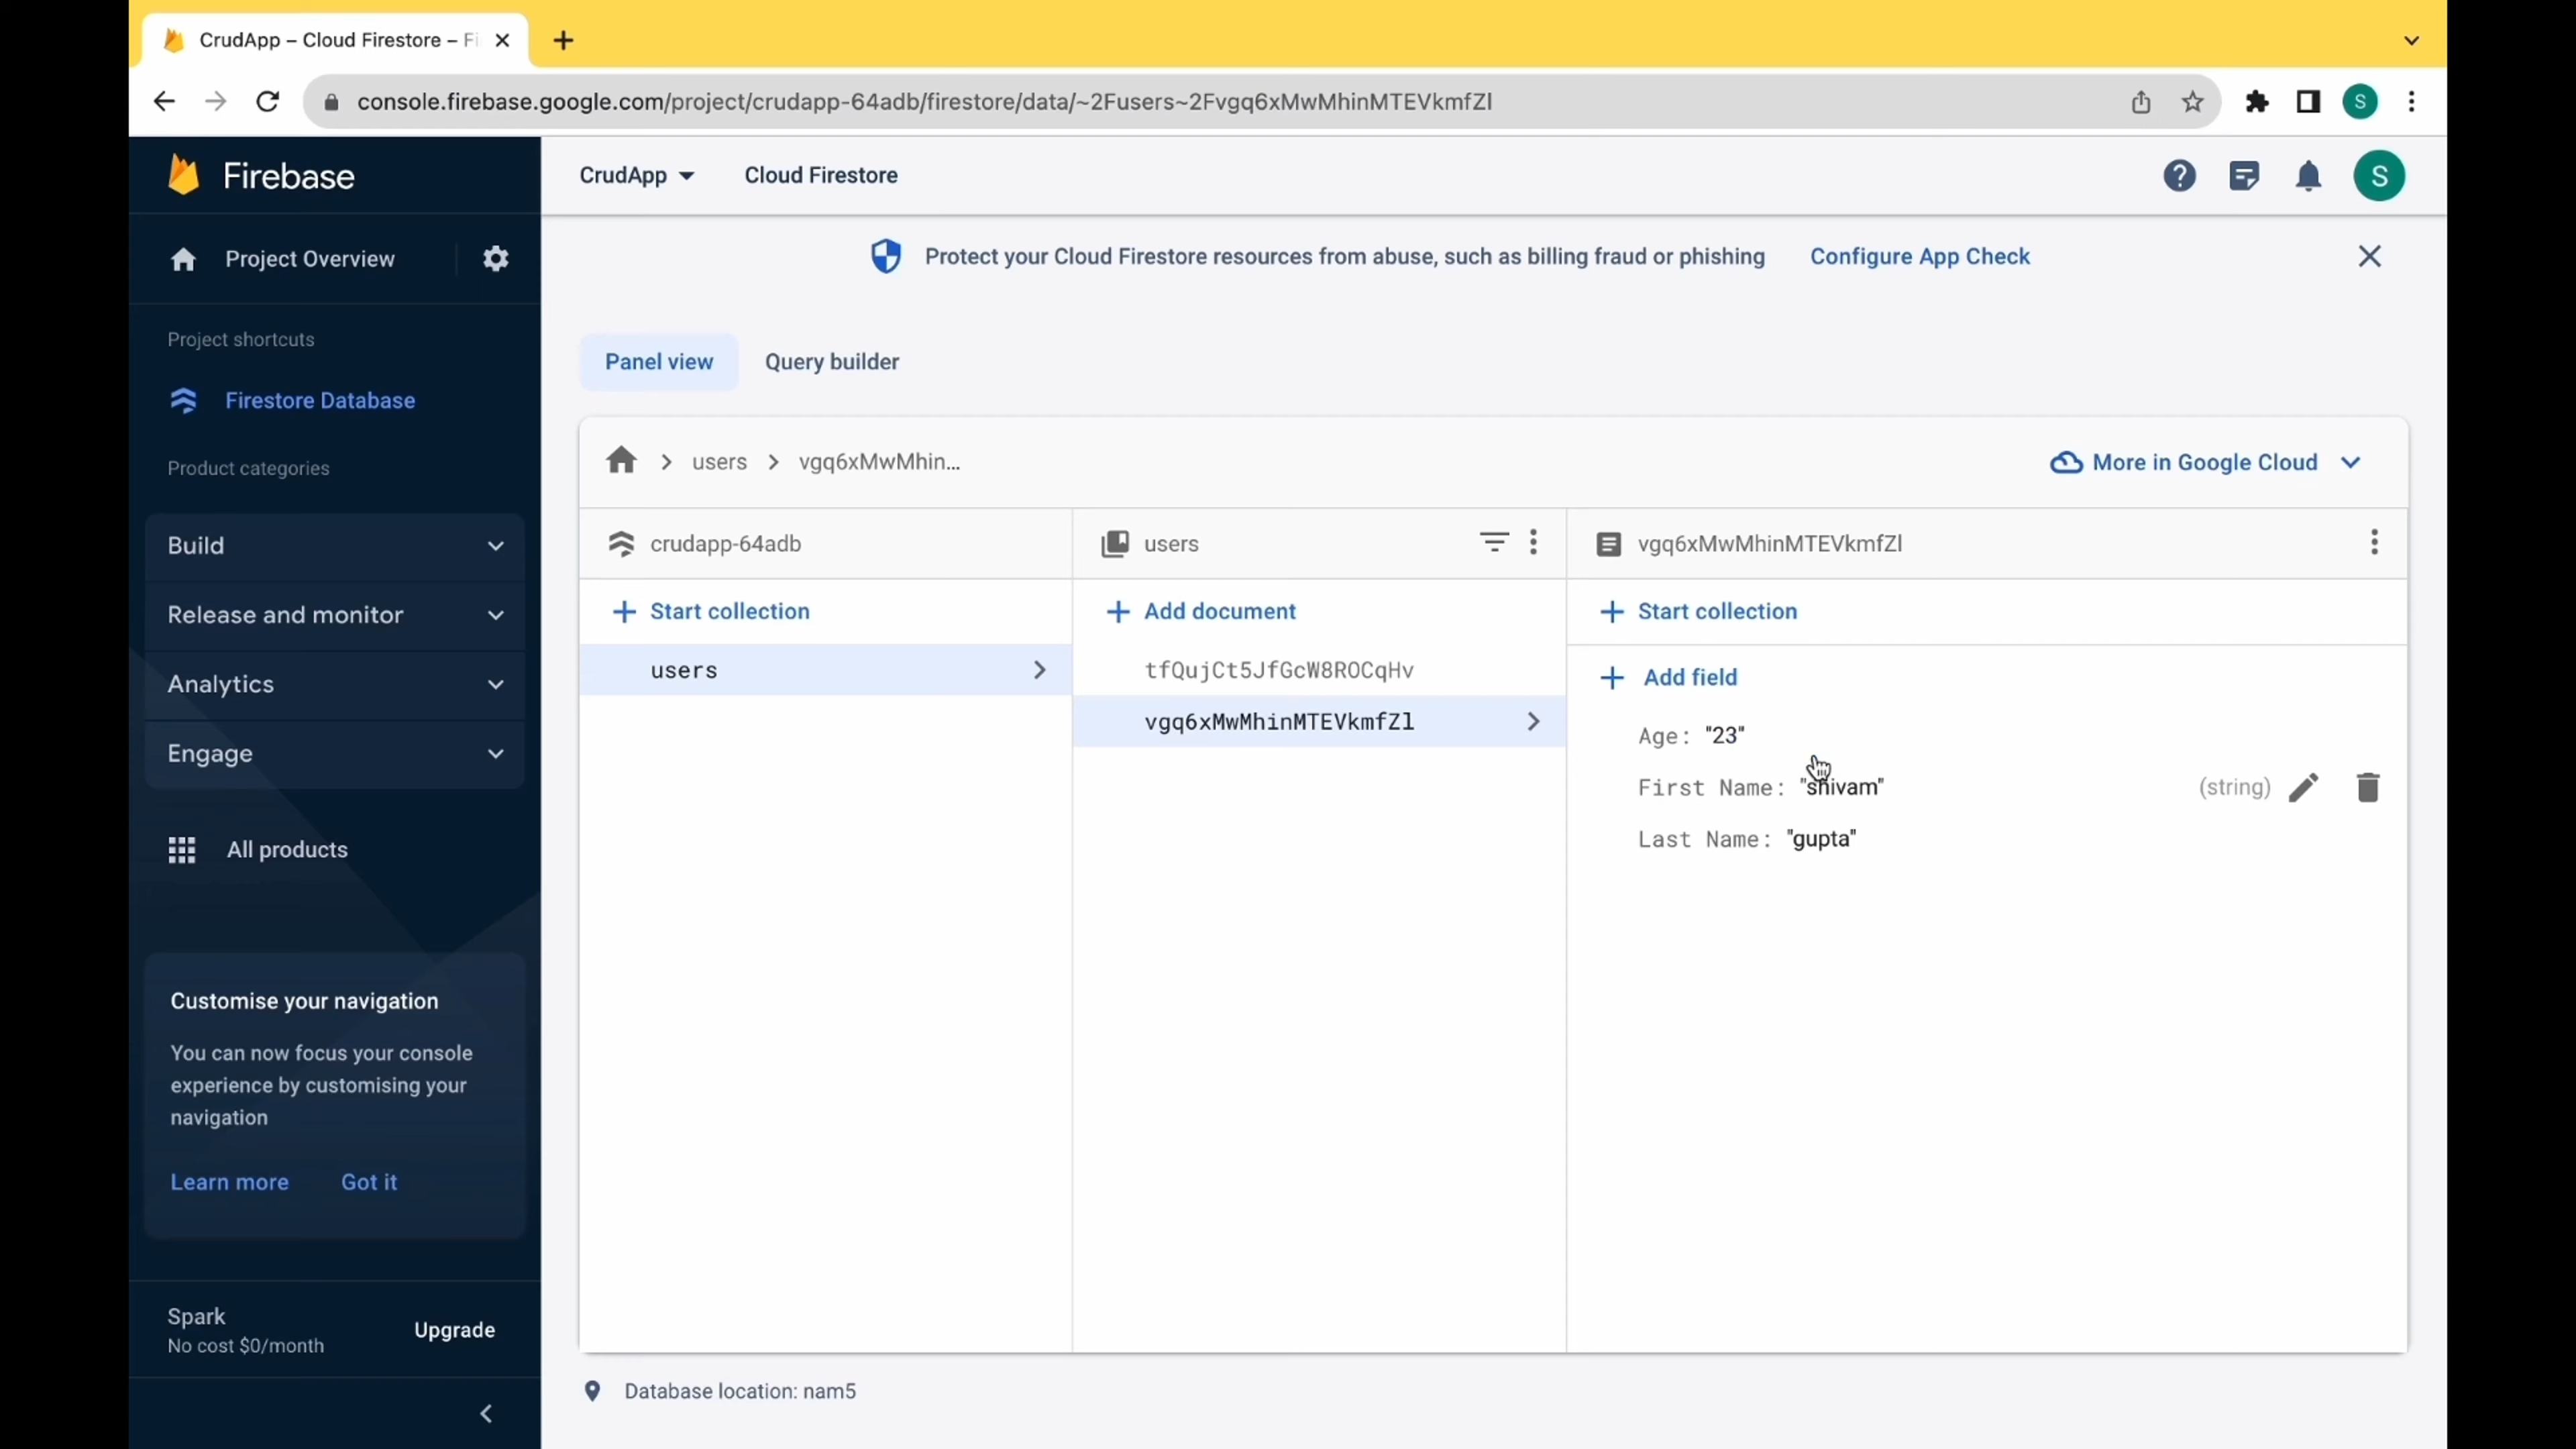 CrudApp – Cloud Firestore – Fi
console.firebase.google.com/project/crudapp-64adb/firestore/data/~2Fusers~2Fvgq6xMwMhinMTEVkmfZl
S
Firebase
CrudApp
Cloud Firestore
S
Project Overview
Protect your Cloud Firestore resources from abuse, such as billing fraud or phishing
Configure App Check
Project shortcuts
Firestore Database
Product categories
Build
Release and monitor
Analytics
Engage
All products
Customise your navigation
You can now focus your console
experience by customising your
navigation
Learn more
Got it
Spark
No cost $0/month
Upgrade
Panel view
Query builder
users
vgq6xMwMhin...
More in Google Cloud
crudapp-64adb
Start collection
users
users
Add document
tfQujCt5JfGcW8ROCqHv
vgq6xMwMhinMTEVkmfZl
vgq6xMwMhinMTEVkmfZl
Start collection
Add field
Age: "23"
First Name: "shivam"
(string)
Last Name: "gupta"
Database location: nam5